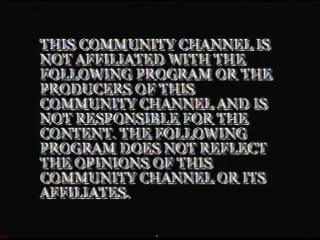 THIS COMMUNITY CHANNEL IS
NOT AFFILIATED WITH THE
FOLLOWING PROGRAM OR THE
PRODUCERS OF THIS
COMMUNITY CHANNEL AND IS
NOT RESPONSIBLE FOR THE
CONTENT. THE FOLLOWING
PROGRAM DOES NOT REFLECT
THE OPINIONS OF THIS
COMMUNITY CHANNEL OR ITS
AFFILIATES.